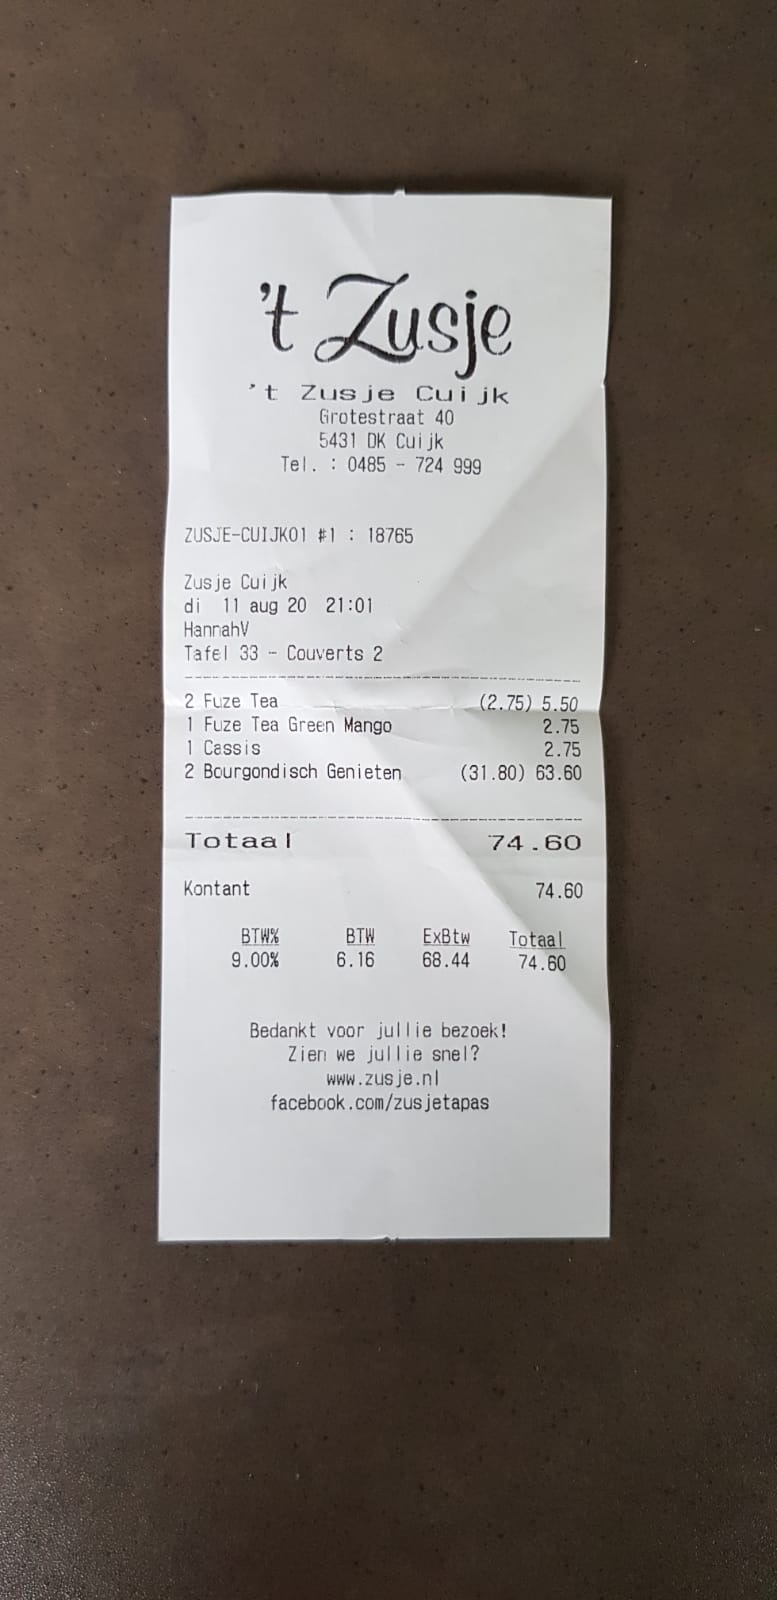 't Zusje
't Zusje Cuijk
Grotestraat 40
5431 DK Cuijk
Tel. : 0485 - 724 999
ZUSJE-CUIJK01 #1 : 18765
Zusje Cuijk
di 11 aug 20 21:01
HannahV
Tafel 33 - Couverts 2
2 Fuze Tea (2.75) 5.50
1 Fuze Tea Green Mango 2.75
1 Cassis 2.75
2 Bourgondisch Genieten (31.80) 63.60
Totaal 74.60
Kontant 74.60
BTW% BTW ExBtw Totaal
9.00% 6.16 68.44 74.60
Bedankt voor jullie bezoek!
Zien we jullie snel?
www.zusje.nl
facebook.com/zusjetapas